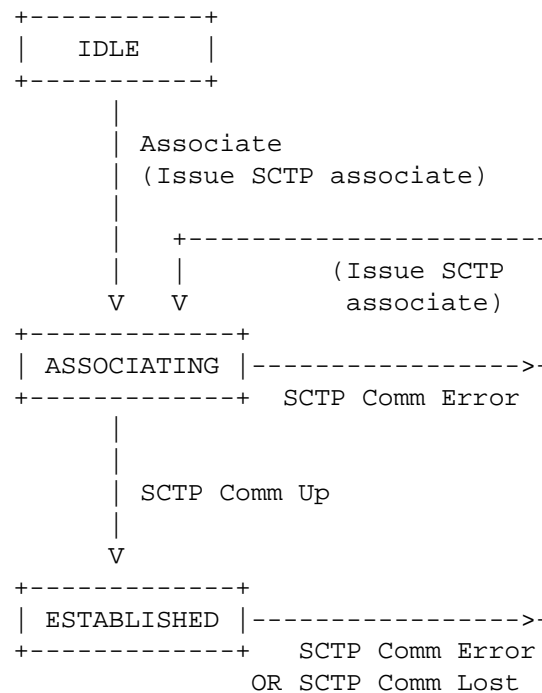 IDLE
Associate
(Issue SCTP associate)
(Issue SCTP
associate)
ASSOCIATING
SCTP Comm Error
SCTP Comm Up
ESTABLISHED
SCTP Comm Error
OR SCTP Comm Lost